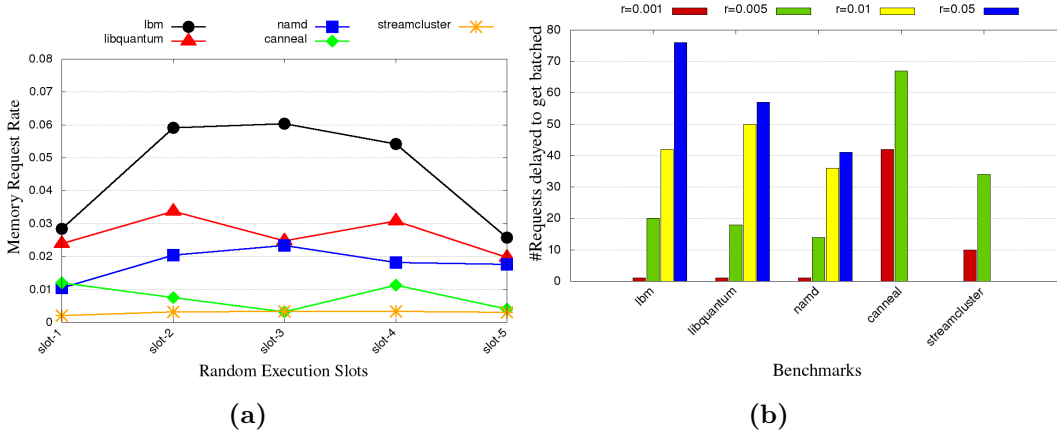 lbm namd streamcluster
libquantum canneal
0.08
0.07
0.06
0.05
0.04
0.03
0.02
0.01
0
Memory Request Rate
slot-1 slot-2 slot-3 slot-4 slot-5
Random Execution Slots
(a)
r=0.001 r=0.005 r=0.01 r=0.05
80
70
60
50
40
30
20
10
0
#Requests delayed to get batched
lbm libquantum namd canneal streamcluster
Benchmarks
(b)